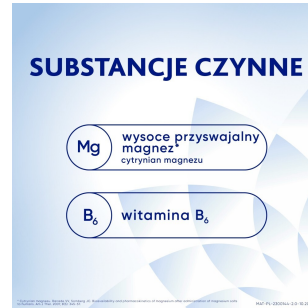 SUBSTANCJE CZYNNE
Mg
wysoce przyswajalny
magnez*
cytrynian magnezu
B₆
witamina B₆